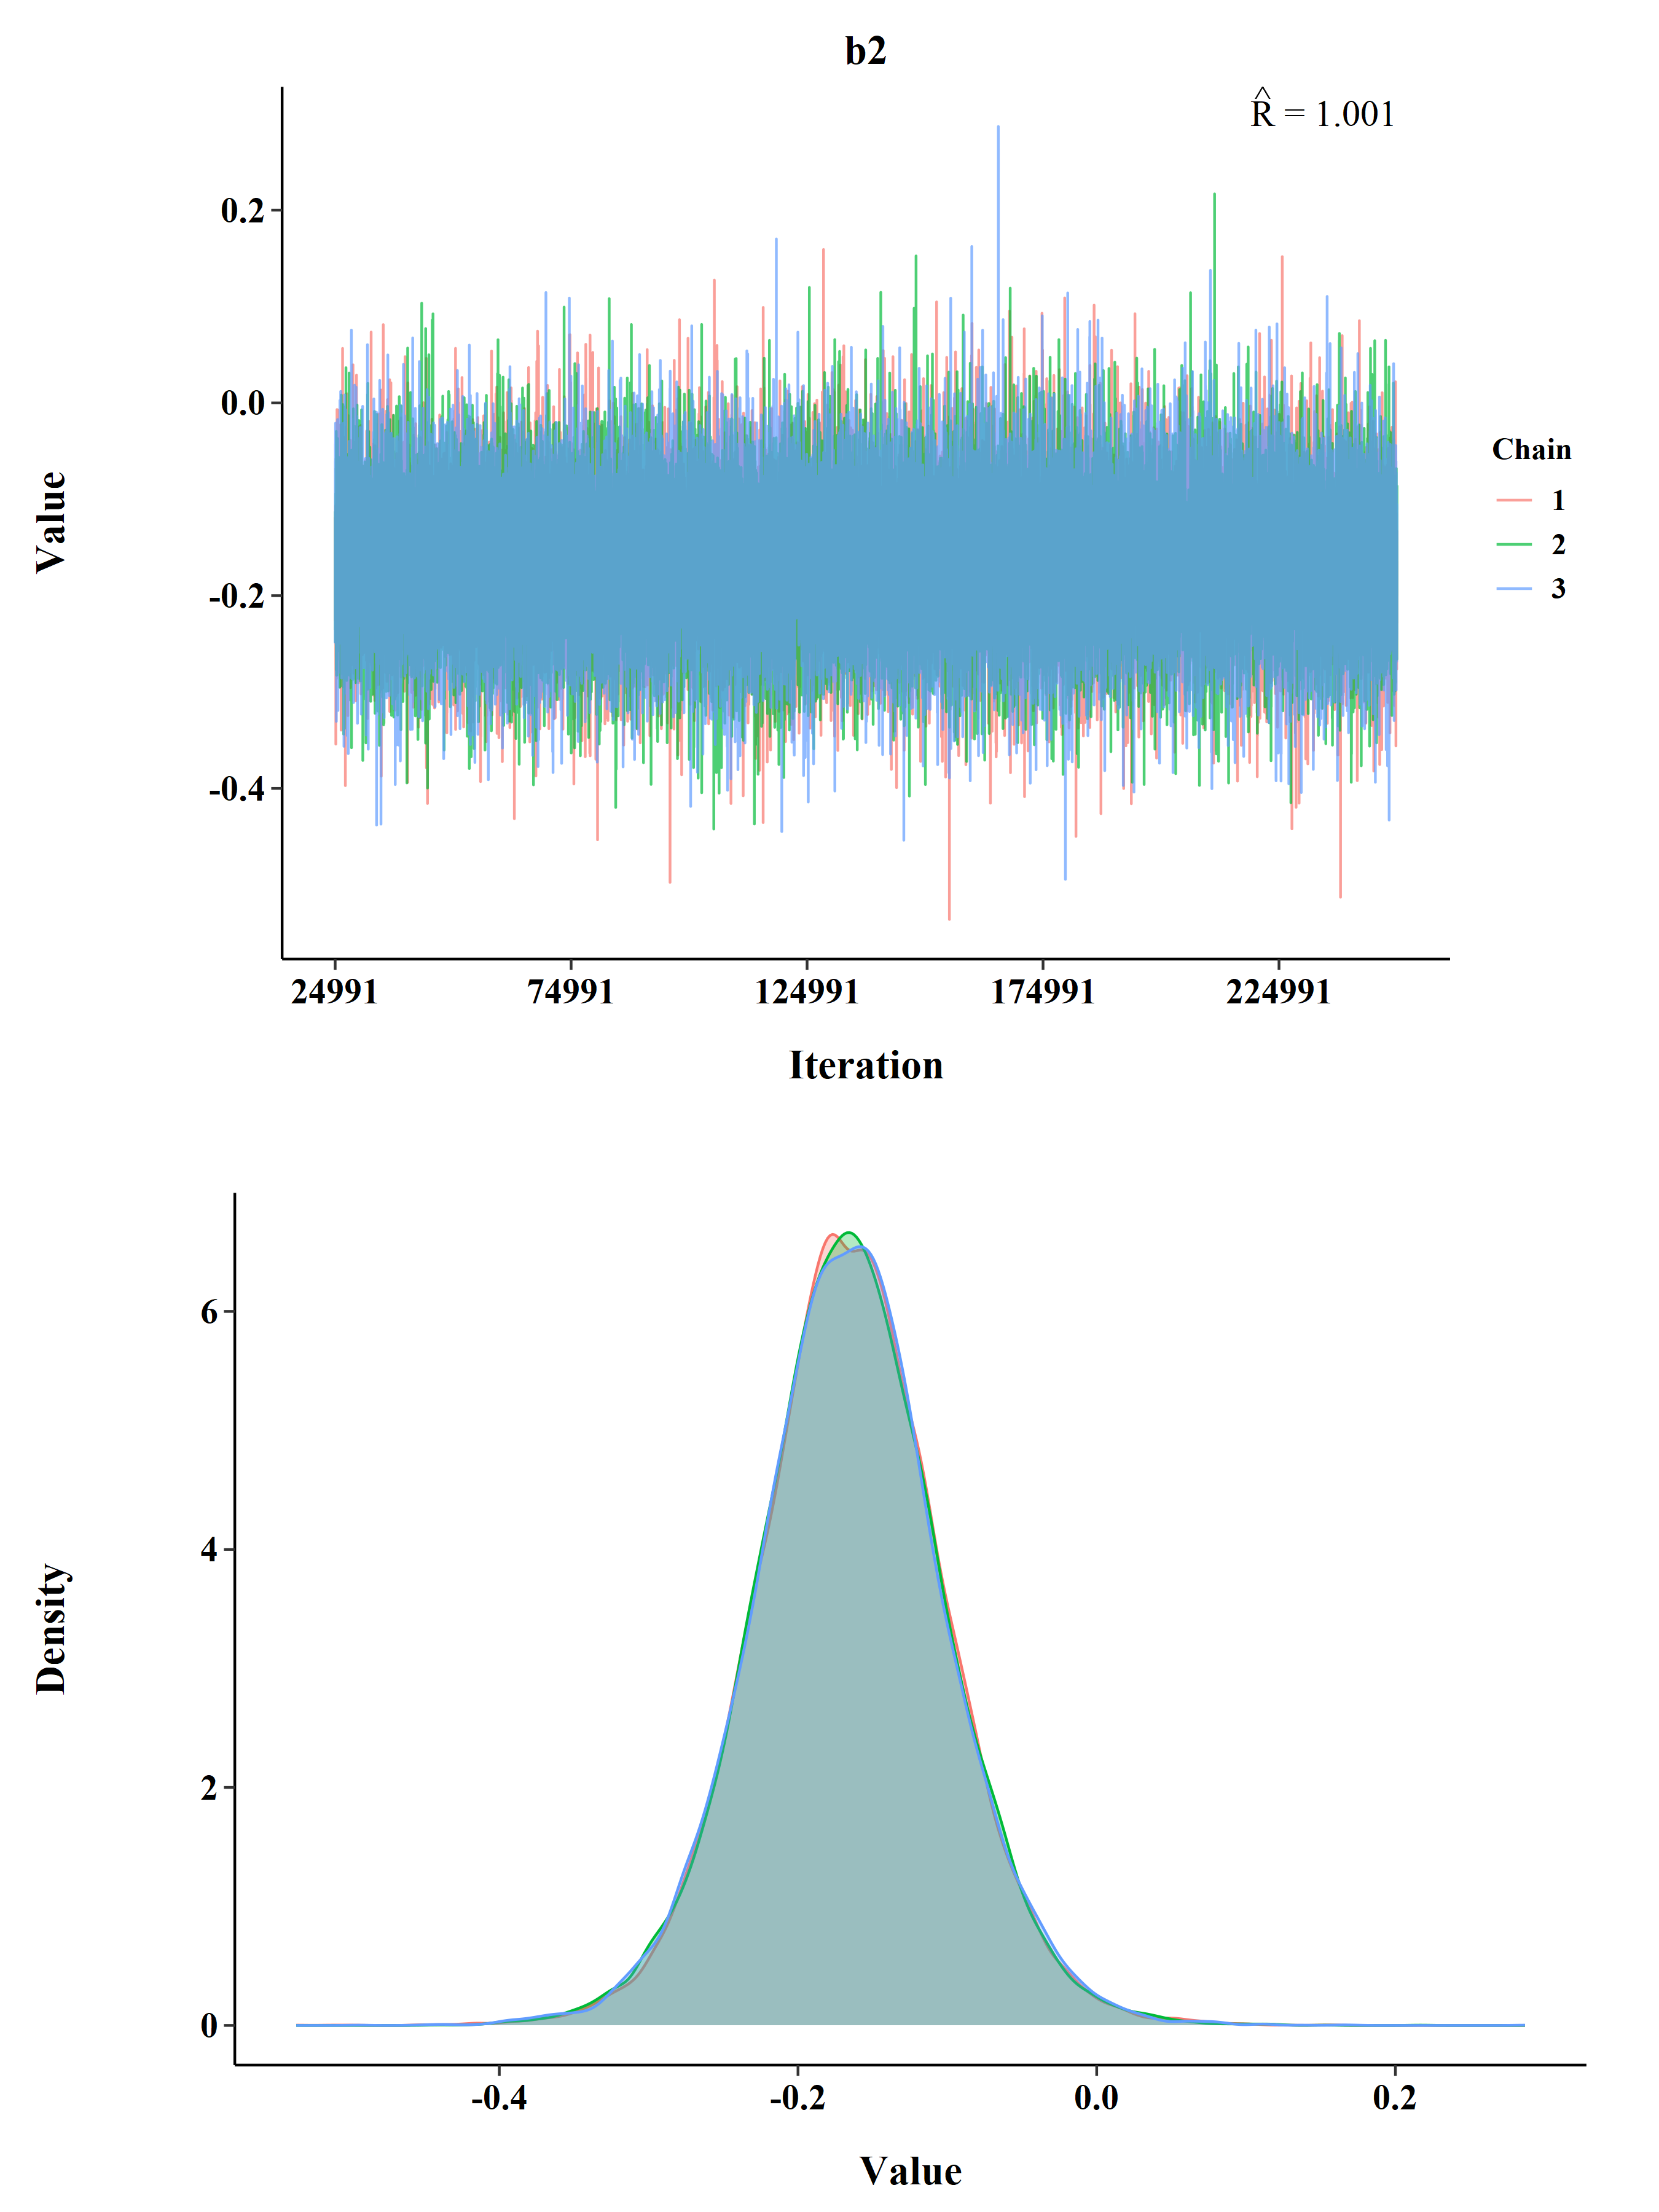 b2
R̂ = 1.001
Value
0.2
0.0
-0.2
-0.4
24991 74991 124991 174991 224991
Iteration
Chain
1
2
3
Density
6
4
2
0
-0.4 -0.2 0.0 0.2
Value